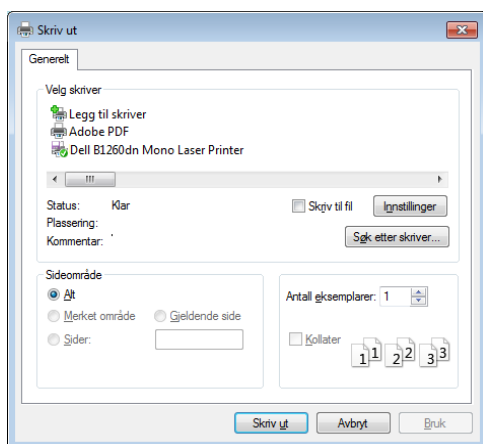 Skriv ut
Generelt
Velg skriver
Legg til skriver
Adobe PDF
Dell B1260dn Mono Laser Printer
Status: Klar
Skriv til fil
Innstillinger
Plassering:
Kommentar:
Søk etter skriver...
Sideområde
Alt
Merket område
Gjeldende side
Sider:
Antall eksemplarer: 1
Kollater
1 1 2 2 3 3
Skriv ut
Avbryt
Bruk